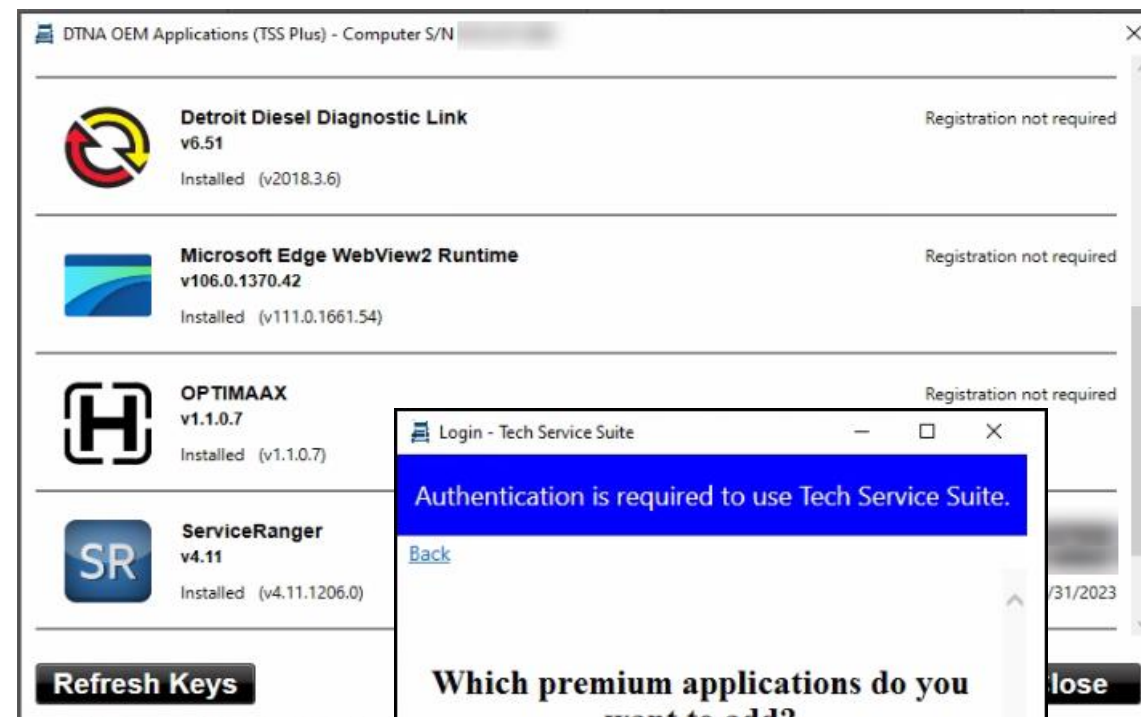 DTNA OEM Applications (TSS Plus) - Computer S/N
Detroit Diesel Diagnostic Link
Registration not required
v6.51
Installed (v2018.3.6)
Microsoft Edge WebView2 Runtime
Registration not required
v106.0.1370.42
Installed (v111.0.1661.54)
OPTIMAAX
Registration not required
v1.1.0.7
Installed (v1.1.0.7)
H
Login - Tech Service Suite
Authentication is required to use Tech Service Suite.
Back
ServiceRanger
v4.11
SR
Installed (v4.11.1206.0)
/31/2023
Which premium applications do you
want to add?
Refresh Keys
lose